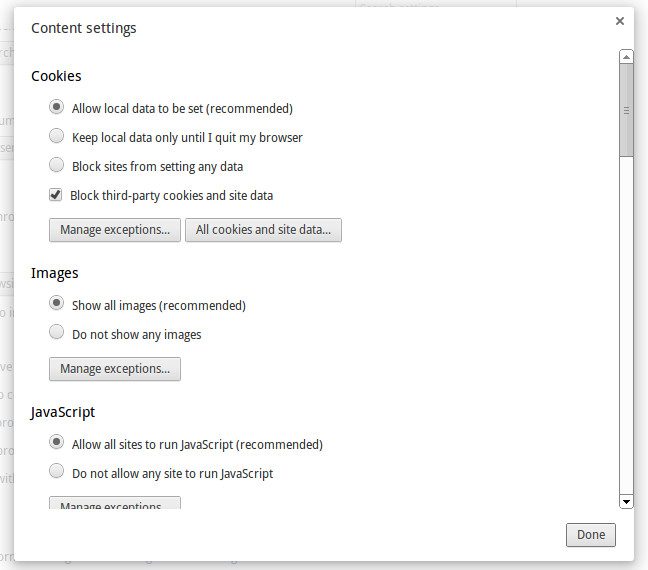 Content settings
Cookies
Allow local data to be set (recommended)
Keep local data only until I quit my browser
Block sites from setting any data
Block third-party cookies and site data
Manage exceptions... All cookies and site data...
Images
Show all images (recommended)
Do not show any images
Manage exceptions...
JavaScript
Allow all sites to run JavaScript (recommended)
Do not allow any site to run JavaScript
Manage exceptions...
Done